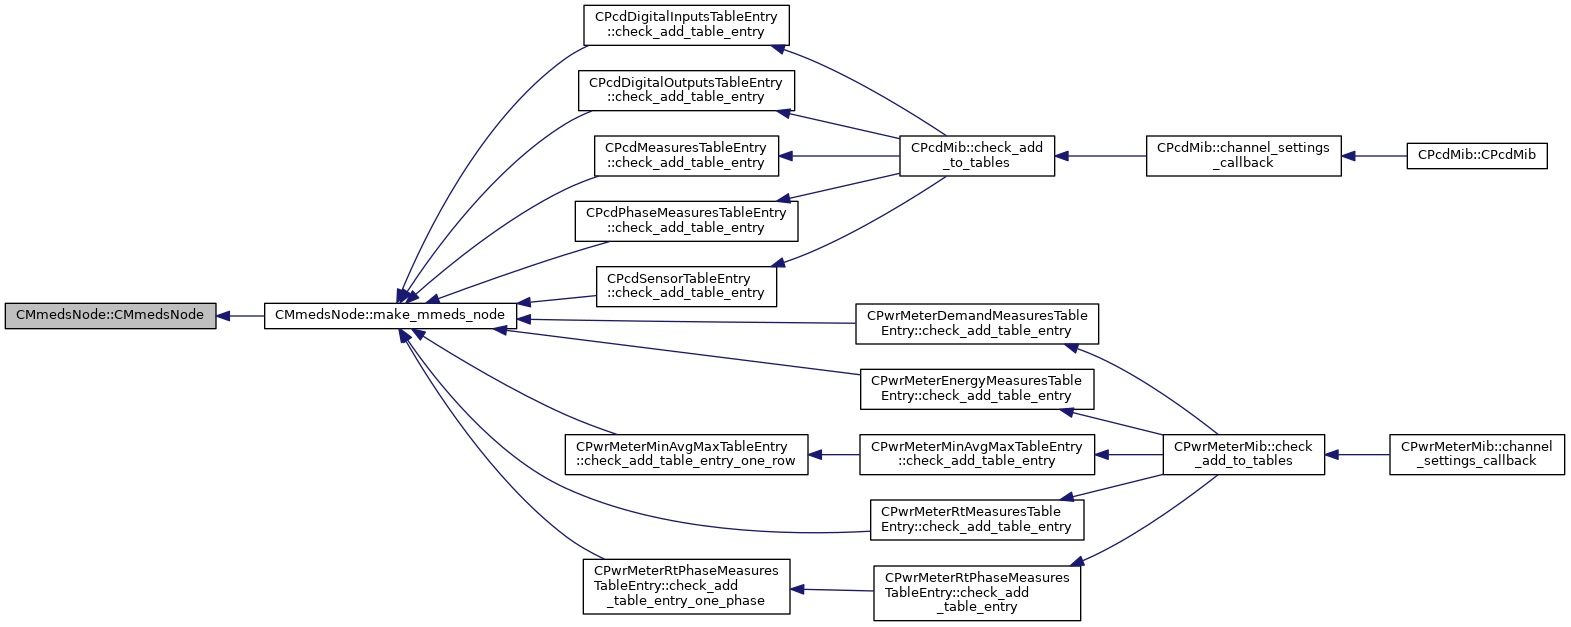 CPcdDigitalInputsTableEntry
::check_add_table_entry
CPcdDigitalOutputsTableEntry
::check_add_table_entry
CPcdMeasuresTableEntry
::check_add_table_entry
CPcdMib::check_add
_to_tables
CPcdMib::channel_settings
_callback
CPcdMib::CPcdMib
CPcdPhaseMeasuresTableEntry
::check_add_table_entry
CPcdSensorTableEntry
::check_add_table_entry
CMmedsNode::CMmedsNode
CMmedsNode::make_mmeds_node
CPwrMeterDemandMeasuresTable
Entry::check_add_table_entry
CPwrMeterEnergyMeasuresTable
Entry::check_add_table_entry
CPwrMeterMinAvgMaxTableEntry
::check_add_table_entry_one_row
CPwrMeterMinAvgMaxTableEntry
::check_add_table_entry
CPwrMeterMib::check
_add_to_tables
CPwrMeterMib::channel
_settings_callback
CPwrMeterRtMeasuresTable
Entry::check_add_table_entry
CPwrMeterRtPhaseMeasures
TableEntry::check_add
_table_entry_one_phase
CPwrMeterRtPhaseMeasures
TableEntry::check_add
_table_entry